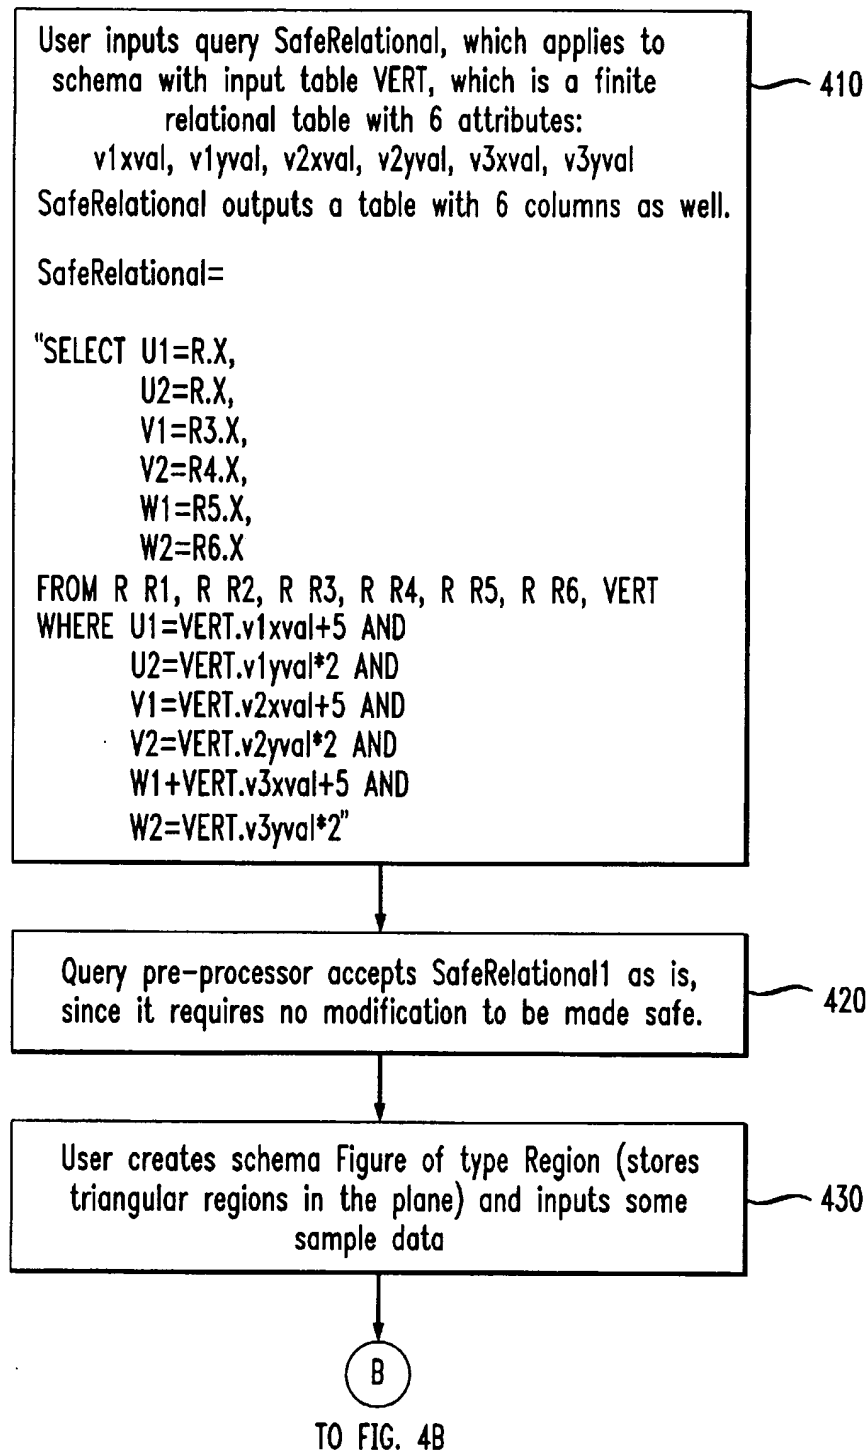 User inputs query SafeRelational, which applies to
schema with input table VERT, which is a finite
relational table with 6 attributes:
v1xval, v1yval, v2xval, v2yval, v3xval, v3yval
SafeRelational outputs a table with 6 columns as well.
SafeRelational=
"SELECT U1=R.X,
U2=R.X,
V1=R3.X,
V2=R4.X,
W1=R5.X,
W2=R6.X
FROM R R1, R R2, R R3, R R4, R R5, R R6, VERT
WHERE U1=VERT.v1xval+5 AND
U2=VERT.v1yval*2 AND
V1=VERT.v2xval+5 AND
V2=VERT.v2yval*2 AND
W1+VERT.v3xval+5 AND
W2=VERT.v3yval*2"
410
Query pre-processor accepts SafeRelational1 as is,
since it requires no modification to be made safe.
420
User creates schema Figure of type Region (stores
triangular regions in the plane) and inputs some
sample data
430
B
TO FIG. 4B